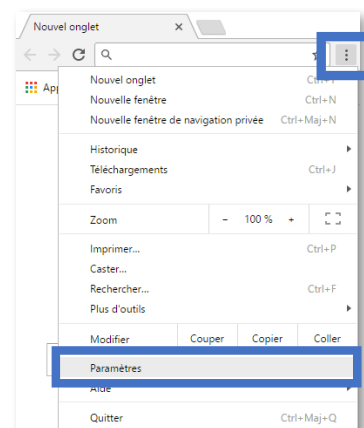 Nouvel onglet
Nouvel onglet Ctrl+T
Nouvelle fenêtre Ctrl+N
Nouvelle fenêtre de navigation privée Ctrl+Maj+N
Historique
Téléchargements Ctrl+J
Favoris
Zoom - 100 % +
Imprimer... Ctrl+P
Caster...
Rechercher... Ctrl+F
Plus d'outils
Modifier Couper Copier Coller
Paramètres
Aide
Quitter Ctrl+Maj+Q